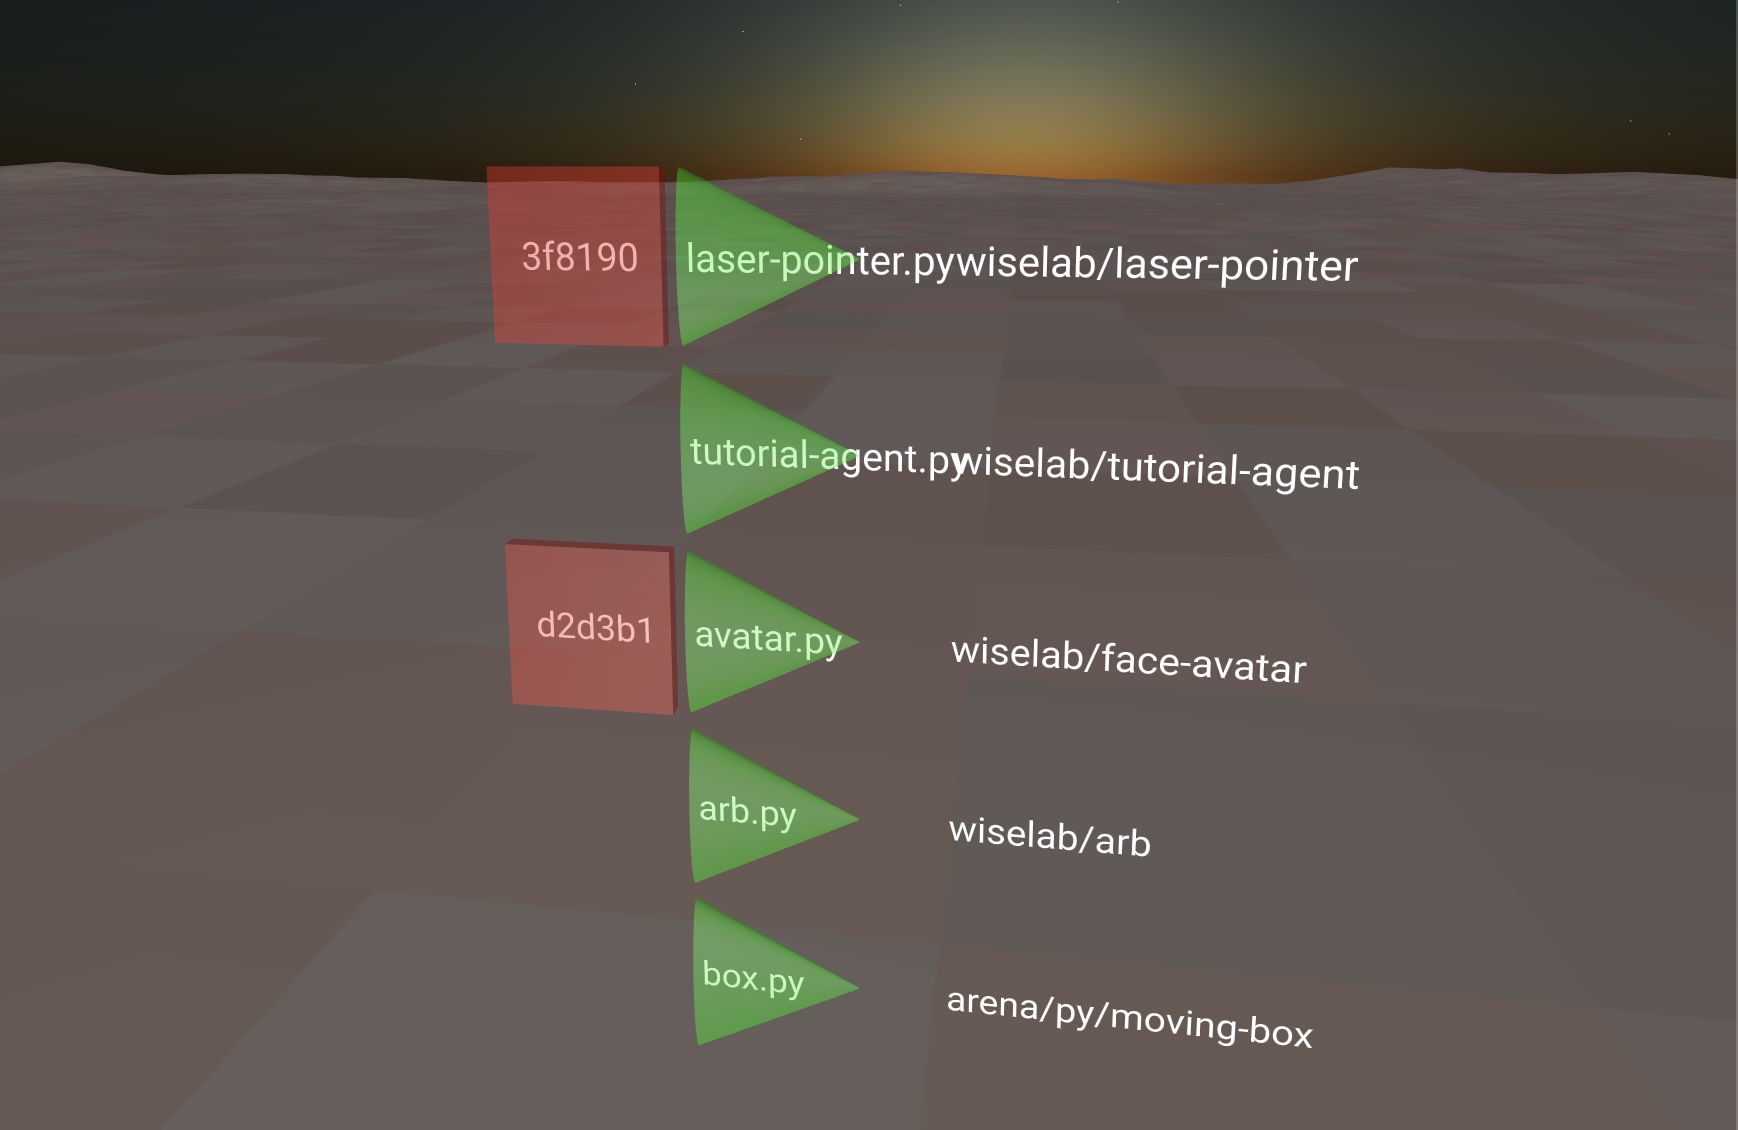 3f8190 laser-pointer.py wiselab/laser-pointer
tutorial-agent.py wiselab/tutorial-agent
d2d3b1 avatar.py wiselab/face-avatar
arb.py wiselab/arb
box.py arena/py/moving-box